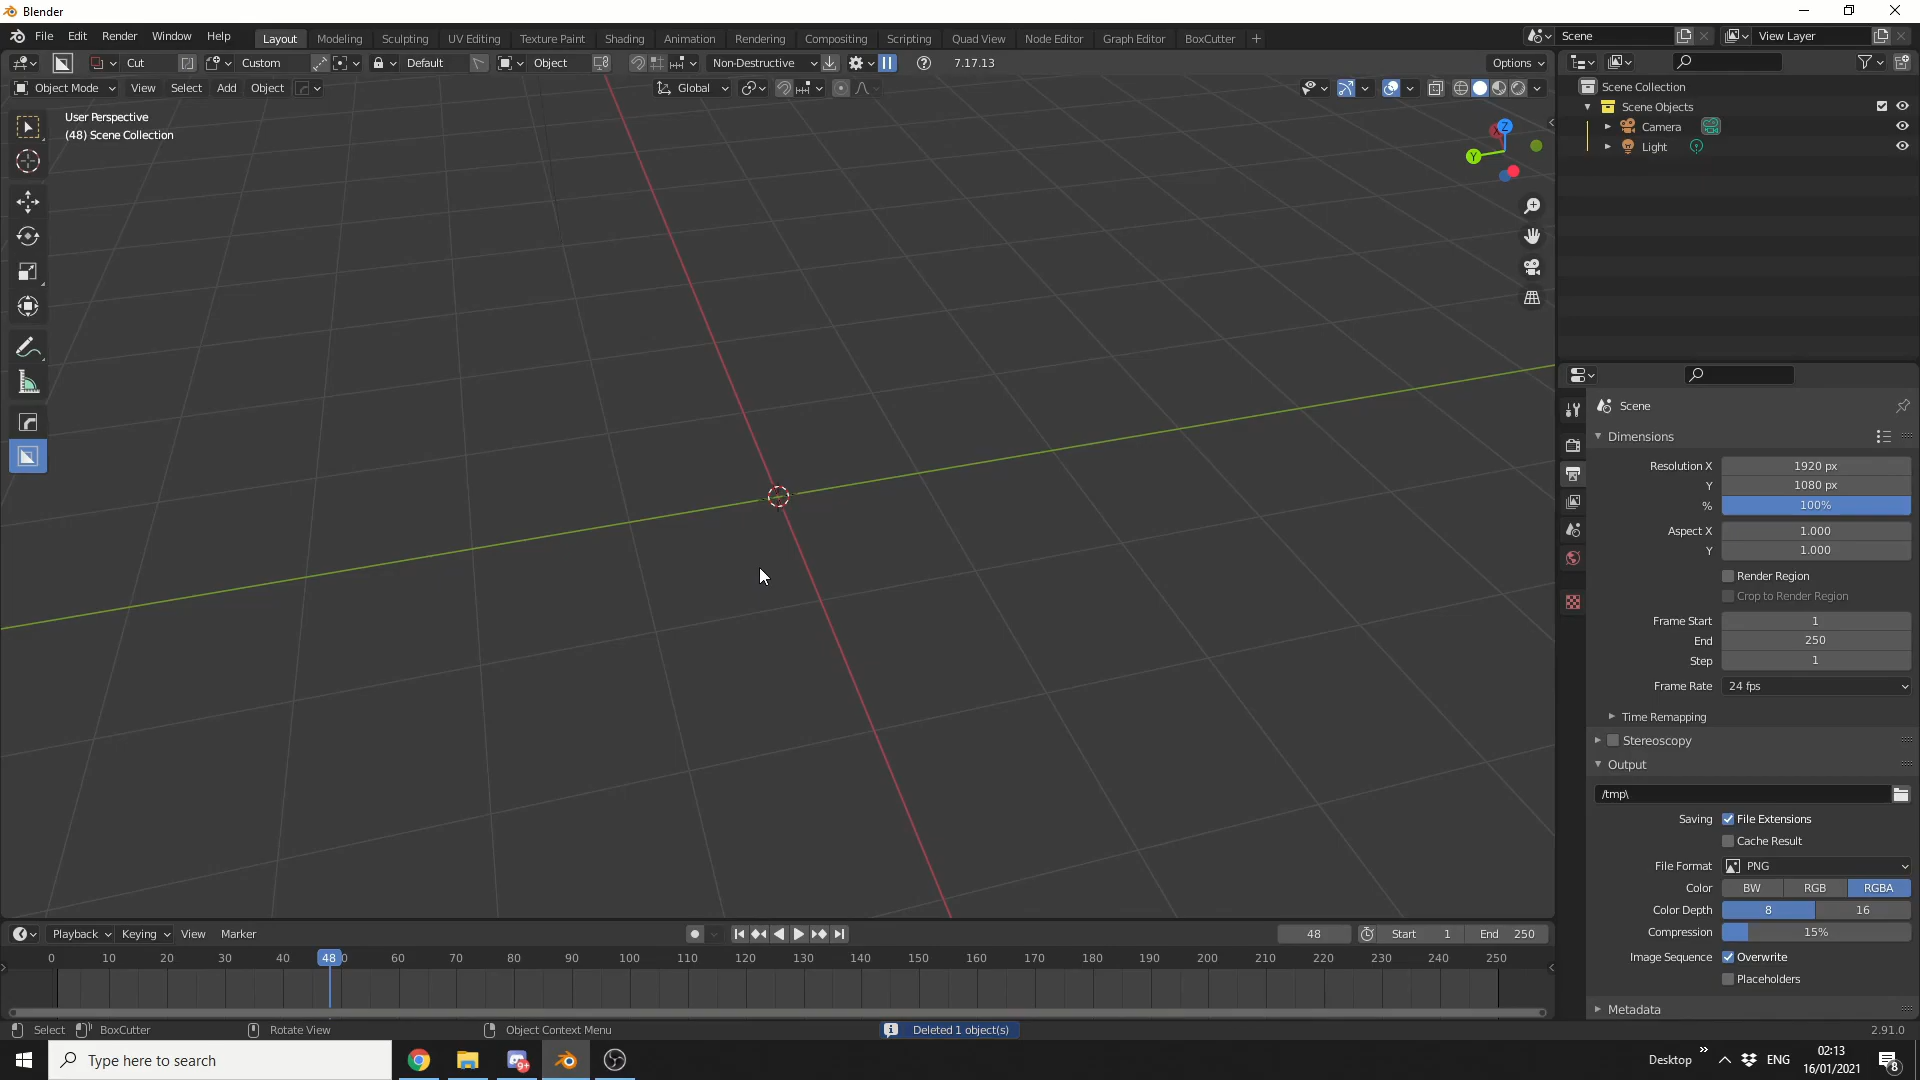 Blender
File Edit Render Window Help Layout Modeling Sculpting UV Editing Texture Paint Shading Animation Rendering Compositing Scripting Quad View Node Editor Graph Editor BoxCutter + Scene View Layer
Cut Custom Default Object Non-Destructive 7.17.13 Options
Object Mode View Select Add Object Global
User Perspective
(48) Scene Collection
Z
X
Y
Scene Collection
Scene Objects
Camera
Light
Scene
Dimensions
Resolution X 1920 px
Y 1080 px
% 100%
Aspect X 1.000
Y 1.000
Render Region
Crop to Render Region
Frame Start 1
End 250
Step 1
Frame Rate 24 fps
Time Remapping
Stereoscopy
Output
/tmp\
Saving File Extensions
Cache Result
File Format PNG
Color BW RGB RGBA
Color Depth 8 16
Compression 15%
Image Sequence Overwrite
Placeholders
Metadata
Playback Keying View Marker 48 Start 1 End 250
0 10 20 30 40 48 0 60 70 80 90 100 110 120 130 140 150 160 170 180 190 200 210 220 230 240 250
Select BoxCutter Rotate View Object Context Menu Deleted 1 object(s) 2.91.0
Type here to search 9+ Desktop ENG 02:13
16/01/2021 8